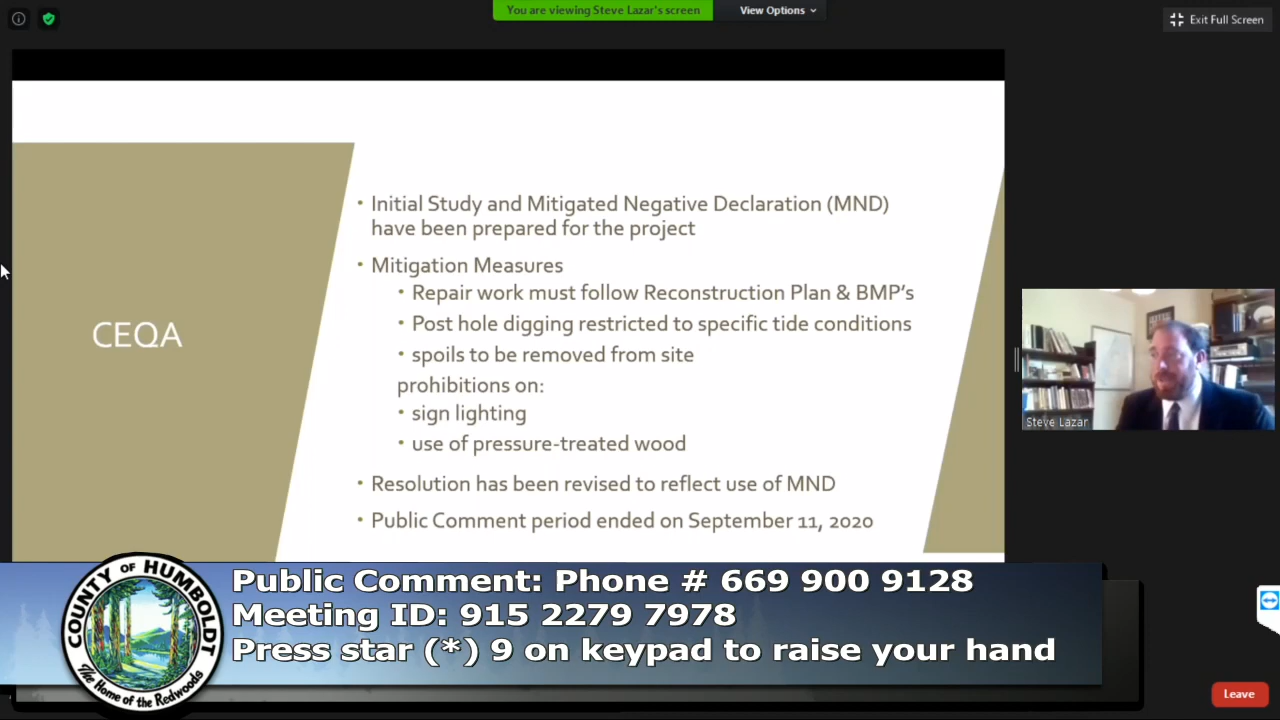 You are viewing Steve Lazar's screen
View Options
Exit Full Screen
CEQA
• Initial Study and Mitigated Negative Declaration (MND)
have been prepared for the project
• Mitigation Measures
• Repair work must follow Reconstruction Plan & BMP's
• Post hole digging restricted to specific tide conditions
• spoils to be removed from site
prohibitions on:
• sign lighting
• use of pressure-treated wood
• Resolution has been revised to reflect use of MND
• Public Comment period ended on September 11, 2020
Steve Lazar
COUNTY OF HUMBOLDT
The Home of the Redwoods
Public Comment: Phone # 669 900 9128
Meeting ID: 915 2279 7978
Press star (*) 9 on keypad to raise your hand
Leave